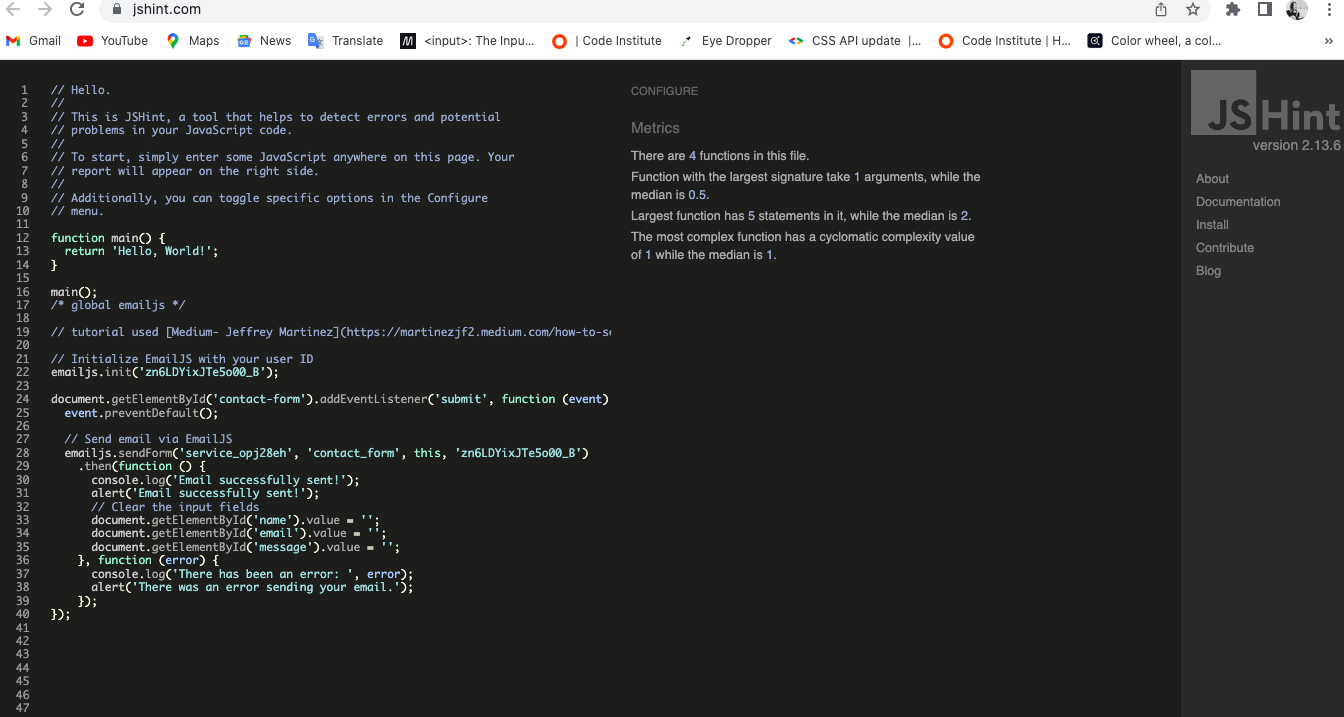 jshint.com
Gmail YouTube Maps News Translate <input>: The Inpu... | Code Institute Eye Dropper CSS API update |... Code Institute | H... Color wheel, a col... »
1 // Hello.
2 //
3 // This is JSHint, a tool that helps to detect errors and potential
4 // problems in your JavaScript code.
5 //
6 // To start, simply enter some JavaScript anywhere on this page. Your
7 // report will appear on the right side.
8 //
9 // Additionally, you can toggle specific options in the Configure
10 // menu.
11
12 function main() {
13   return 'Hello, World!';
14 }
15
16 main();
17 /* global emailjs */
18
19 // tutorial used [Medium- Jeffrey Martinez](https://martinezjf2.medium.com/how-to-se
20
21 // Initialize EmailJS with your user ID
22 emailjs.init('zn6LDYixJTe5o00_B');
23
24 document.getElementById('contact-form').addEventListener('submit', function (event)
25   event.preventDefault();
26
27   // Send email via EmailJS
28   emailjs.sendForm('service_opj28eh', 'contact_form', this, 'zn6LDYixJTe5o00_B')
29     .then(function () {
30       console.log('Email successfully sent!');
31       alert('Email successfully sent!');
32       // Clear the input fields
33       document.getElementById('name').value = '';
34       document.getElementById('email').value = '';
35       document.getElementById('message').value = '';
36     }, function (error) {
37       console.log('There has been an error: ', error);
38       alert('There was an error sending your email.');
39     });
40 });
41
42
43
44
45
46
47
CONFIGURE
Metrics
There are 4 functions in this file.
Function with the largest signature take 1 arguments, while the
median is 0.5.
Largest function has 5 statements in it, while the median is 2.
The most complex function has a cyclomatic complexity value
of 1 while the median is 1.
JSHint
version 2.13.6
About
Documentation
Install
Contribute
Blog